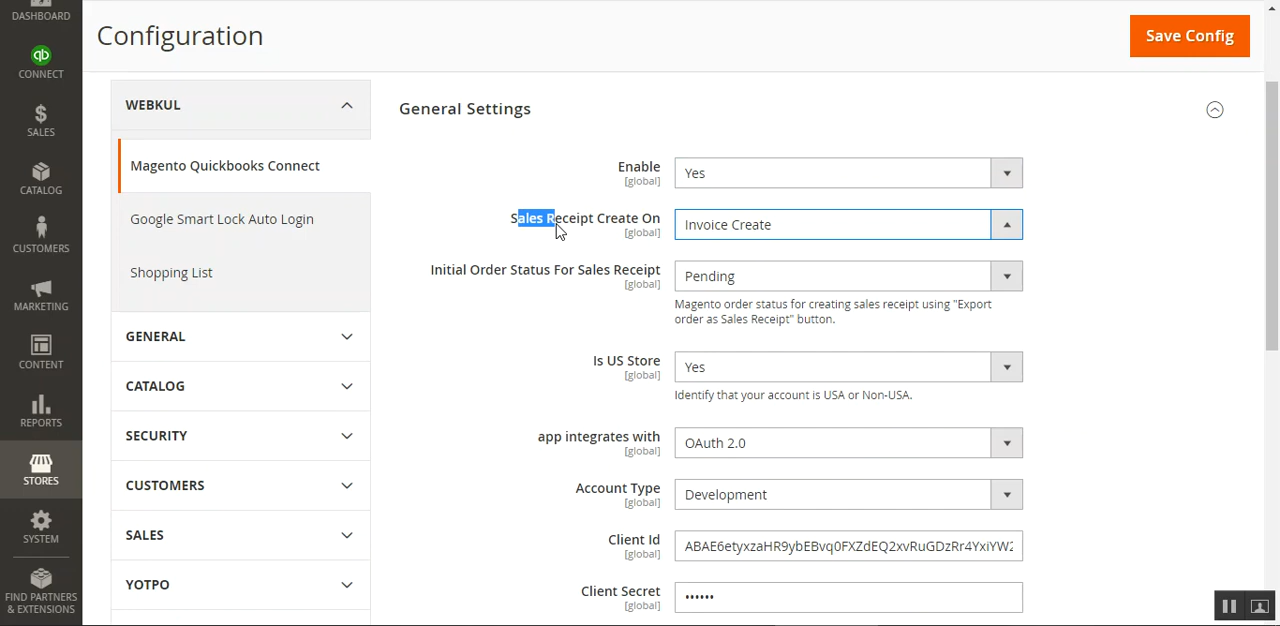 DASHBOARD
qb
CONNECT
$
SALES
CATALOG
CUSTOMERS
MARKETING
CONTENT
REPORTS
STORES
SYSTEM
FIND PARTNERS
& EXTENSIONS
Configuration
Save Config
WEBKUL
Magento Quickbooks Connect
Google Smart Lock Auto Login
Shopping List
GENERAL
CATALOG
SECURITY
CUSTOMERS
SALES
YOTPO
General Settings
Enable
[global]
Yes
Sales Receipt Create On
[global]
Invoice Create
Initial Order Status For Sales Receipt
[global]
Pending
Magento order status for creating sales receipt using "Export
order as Sales Receipt" button.
Is US Store
[global]
Yes
Identify that your account is USA or Non-USA.
app integrates with
[global]
OAuth 2.0
Account Type
[global]
Development
Client Id
[global]
ABAE6etyxzaHR9ybEBvq0FXZdEQ2xvRuGDzRr4YxiYW2
Client Secret
[global]
••••••